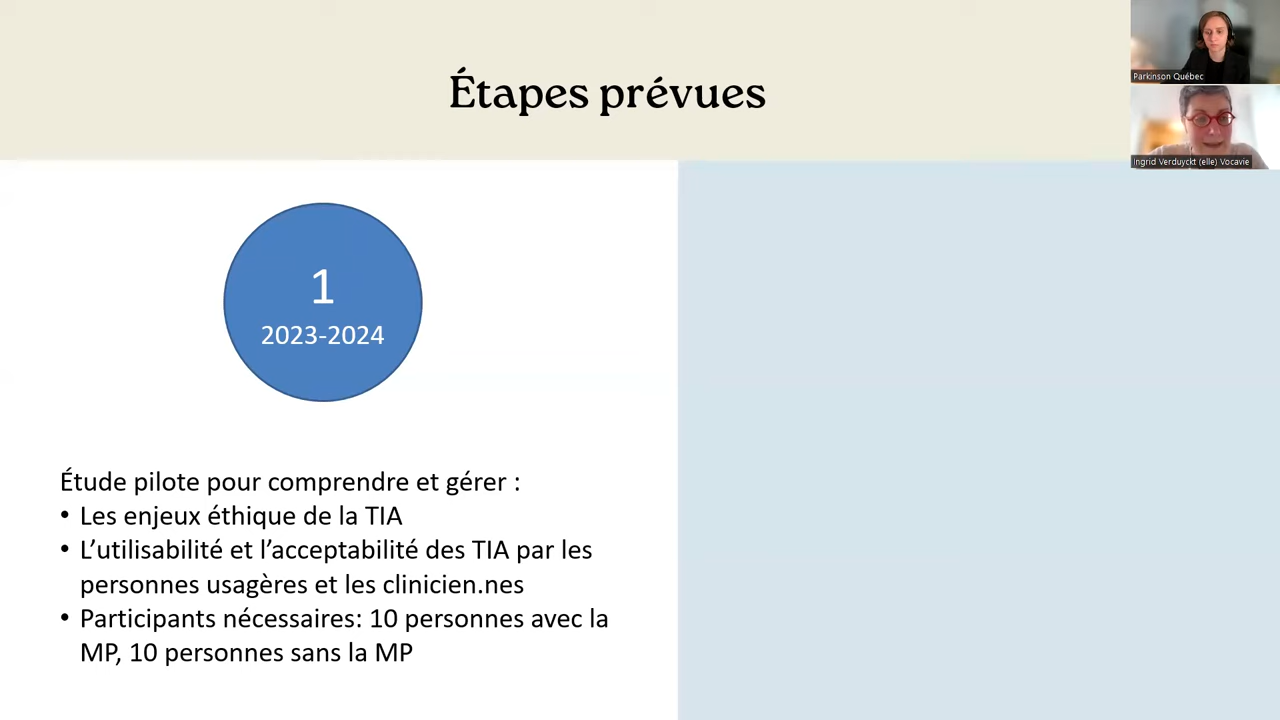 Étapes prévues
Parkinson Québec
Ingrid Verduyckt (elle) Vocavie
1
2023-2024
Étude pilote pour comprendre et gérer :
• Les enjeux éthique de la TIA
• L’utilisabilité et l’acceptabilité des TIA par les
personnes usagères et les clinicien.nes
• Participants nécessaires: 10 personnes avec la
MP, 10 personnes sans la MP